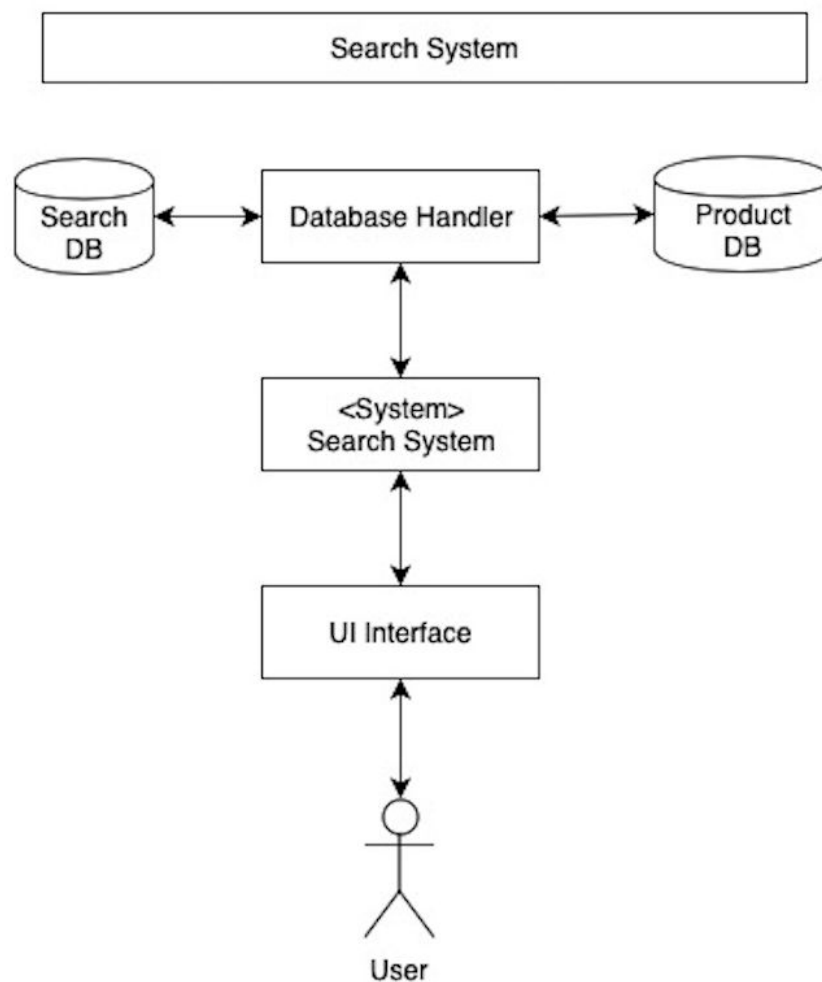 Search System
Search
DB
Database Handler
Product
DB
<System>
Search System
UI Interface
User